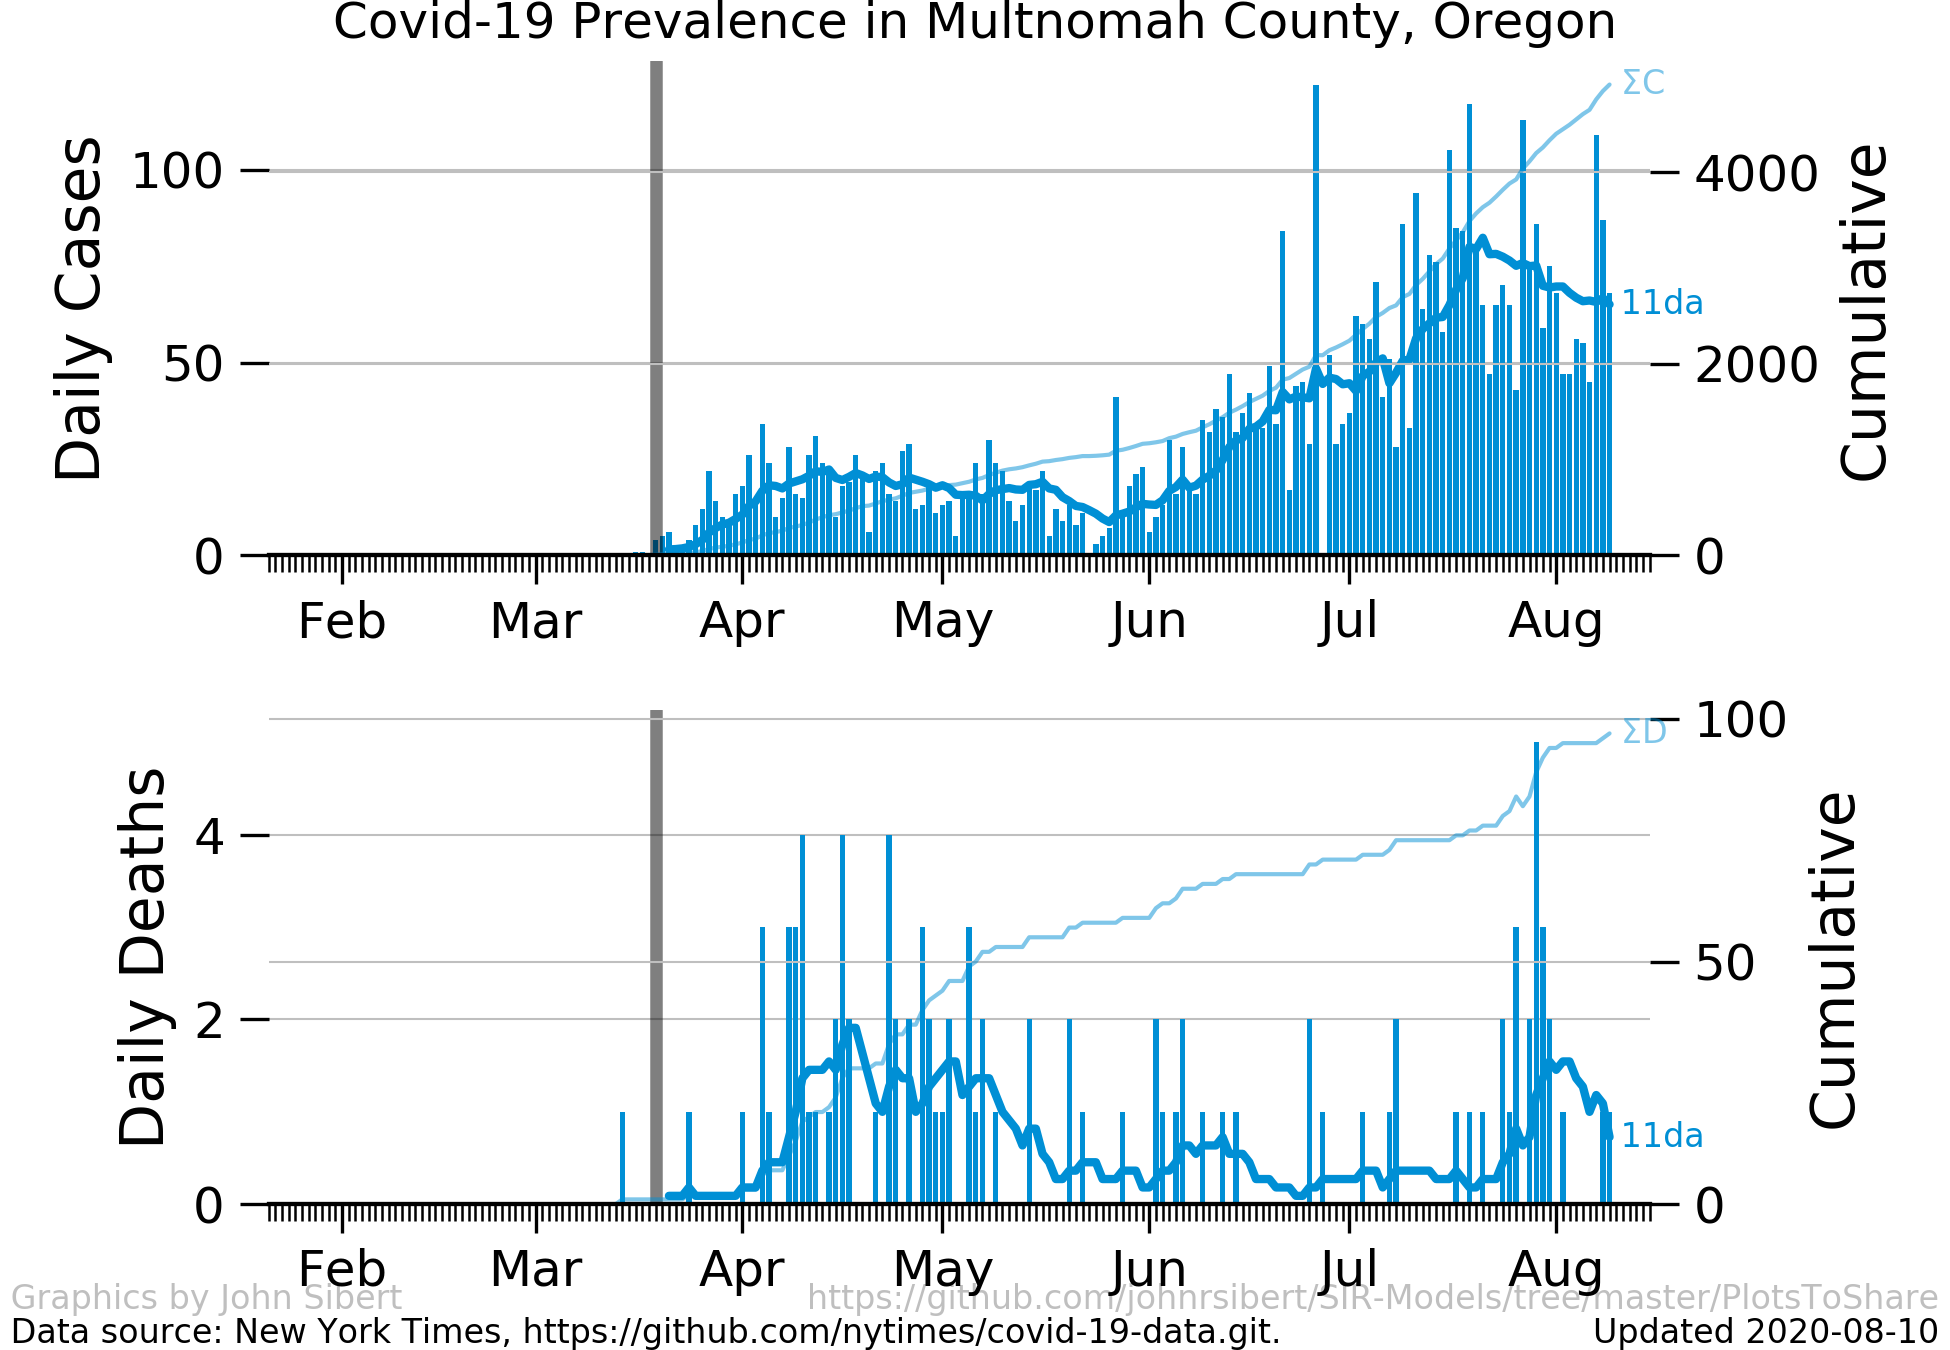 Covid-19 Prevalence in Multnomah County, Oregon
Daily Cases
100
50
0
ΣC
11da
4000
2000
0
Cumulative
Feb Mar Apr May Jun Jul Aug
Daily Deaths
4
2
0
ΣD
11da
100
50
0
Cumulative
Feb Mar Apr May Jun Jul Aug
Graphics by John Sibert https://github.com/johnrsibert/SIR-Models/tree/master/PlotsToShare
Data source: New York Times, https://github.com/nytimes/covid-19-data.git. Updated 2020-08-10